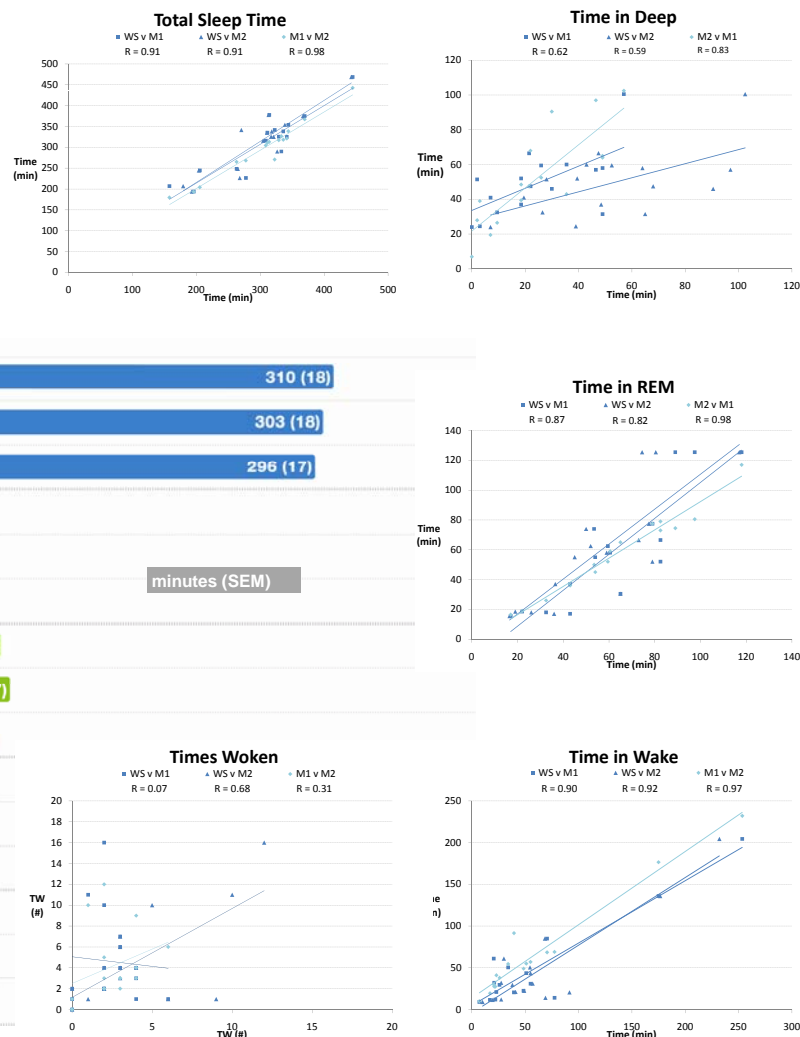 Total Sleep Time
WS v M1 WS v M2 M1 v M2
R = 0.91 R = 0.91 R = 0.98
500
450
400
350
300
250
200
150
100
50
0
Time
(min)
0 100 200 300 400 500
Time (min)
Time in Deep
WS v M1 WS v M2 M2 v M1
R = 0.62 R = 0.59 R = 0.83
120
100
80
60
40
20
0
Time
(min)
0 20 40 60 80 100 120
Time (min)
310 (18)
303 (18)
296 (17)
minutes (SEM)
)
Time in REM
WS v M1 WS v M2 M2 v M1
R = 0.87 R = 0.82 R = 0.98
140
120
100
80
60
40
20
0
Time
(min)
0 20 40 60 80 100 120 140
Time (min)
Times Woken
WS v M1 WS v M2 M1 v M2
R = 0.07 R = 0.68 R = 0.31
20
18
16
14
12
10
8
6
4
2
0
TW
(#)
0 5 10 15 20
TW (#)
Time in Wake
WS v M1 WS v M2 M1 v M2
R = 0.90 R = 0.92 R = 0.97
250
200
150
100
50
0
n)
0 50 100 150 200 250 300
Time (min)